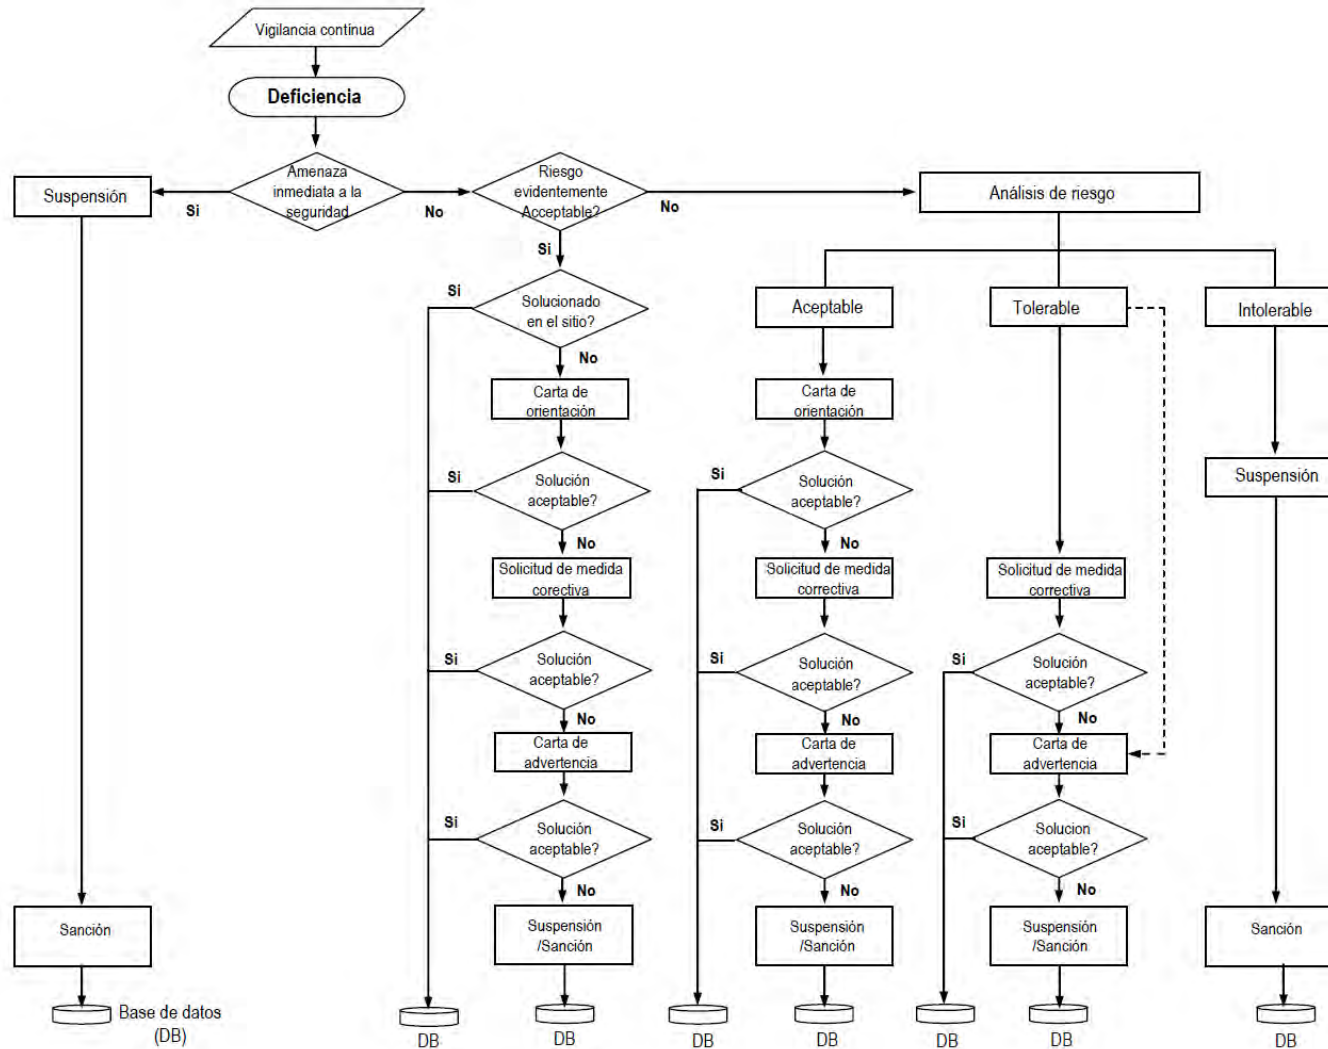 Vigilancia contínua
Deficiencia
Amenaza
inmediata a la
seguridad
Si
No
Suspensión
Riesgo
evidentemente
Acceptable?
No
Si
Análisis de riesgo
Si
Solucionado
en el sitio?
No
Aceptable
Tolerable
Intolerable
Carta de
orientación
Carta de
orientación
Si
Solución
aceptable?
No
Si
Solución
aceptable?
No
Suspensión
Solicitud de medida
corectiva
Solicitud de medida
correctiva
Solicitud de medida
correctiva
Si
Solución
aceptable?
No
Si
Solución
aceptable?
No
Si
Solución
aceptable?
No
Carta de
advertencia
Carta de
advertencia
Carta de
advertencia
Si
Solución
aceptable?
No
Si
Solución
aceptable?
No
Si
Solucion
aceptable?
No
Sanción
Suspensión
/Sanción
Suspensión
/Sanción
Suspensión
/Sanción
Sanción
Base de datos
(DB)
DB
DB
DB
DB
DB
DB
DB